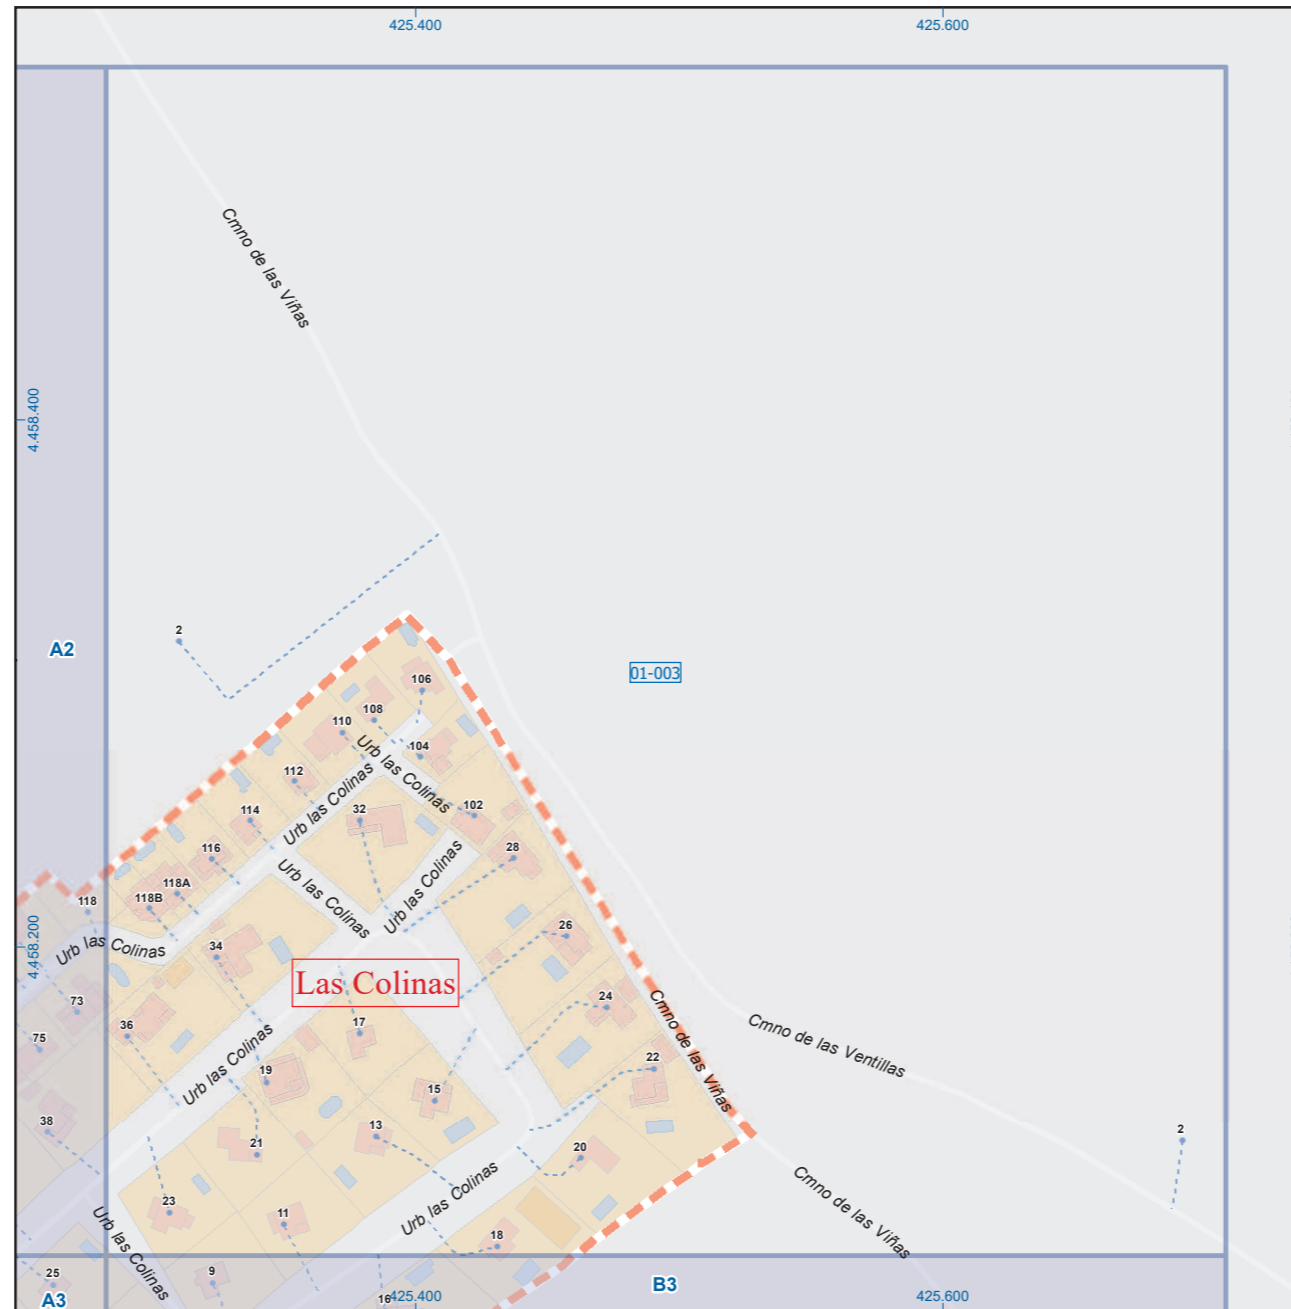 425.400
425.600
Cmno de las Viñas
4.458.400
2
A2
01-003
106
108
110
104
Urb las Colinas
112
Urb las Colinas
114
32
102
116
28
Urb las Colinas
Urb las Colinas
118A
118B
118
26
Urb las Colinas
34
4.458.200
Las Colinas
73
24
Cmno de las Viñas
36
17
Cmno de las Ventillas
75
Urb las Colinas
19
22
15
38
13
2
21
20
Urb las Colinas
Cmno de las Viñas
23
11
Urb las Colinas
18
25
9
A3
16
425.400
B3
425.600